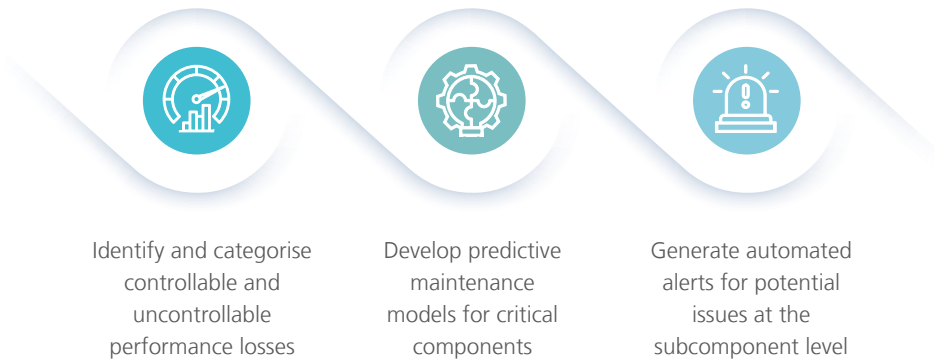 Identify and categorise
controllable and
uncontrollable
performance losses
Develop predictive
maintenance
models for critical
components
Generate automated
alerts for potential
issues at the
subcomponent level